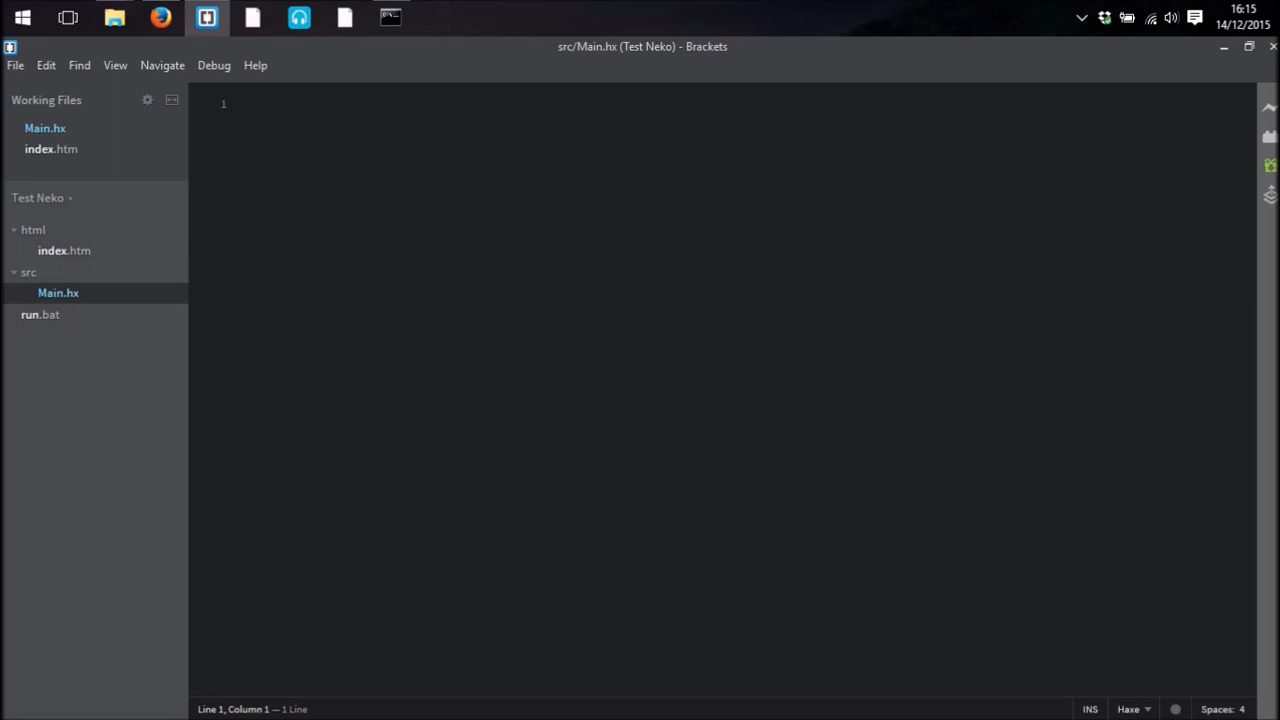 16:15
14/12/2015
src/Main.hx (Test Neko) - Brackets
File Edit Find View Navigate Debug Help
Working Files
Main.hx
index.htm
Test Neko
html
index.htm
src
Main.hx
run.bat
1
Line 1, Column 1 — 1 Line
INS Haxe Spaces: 4